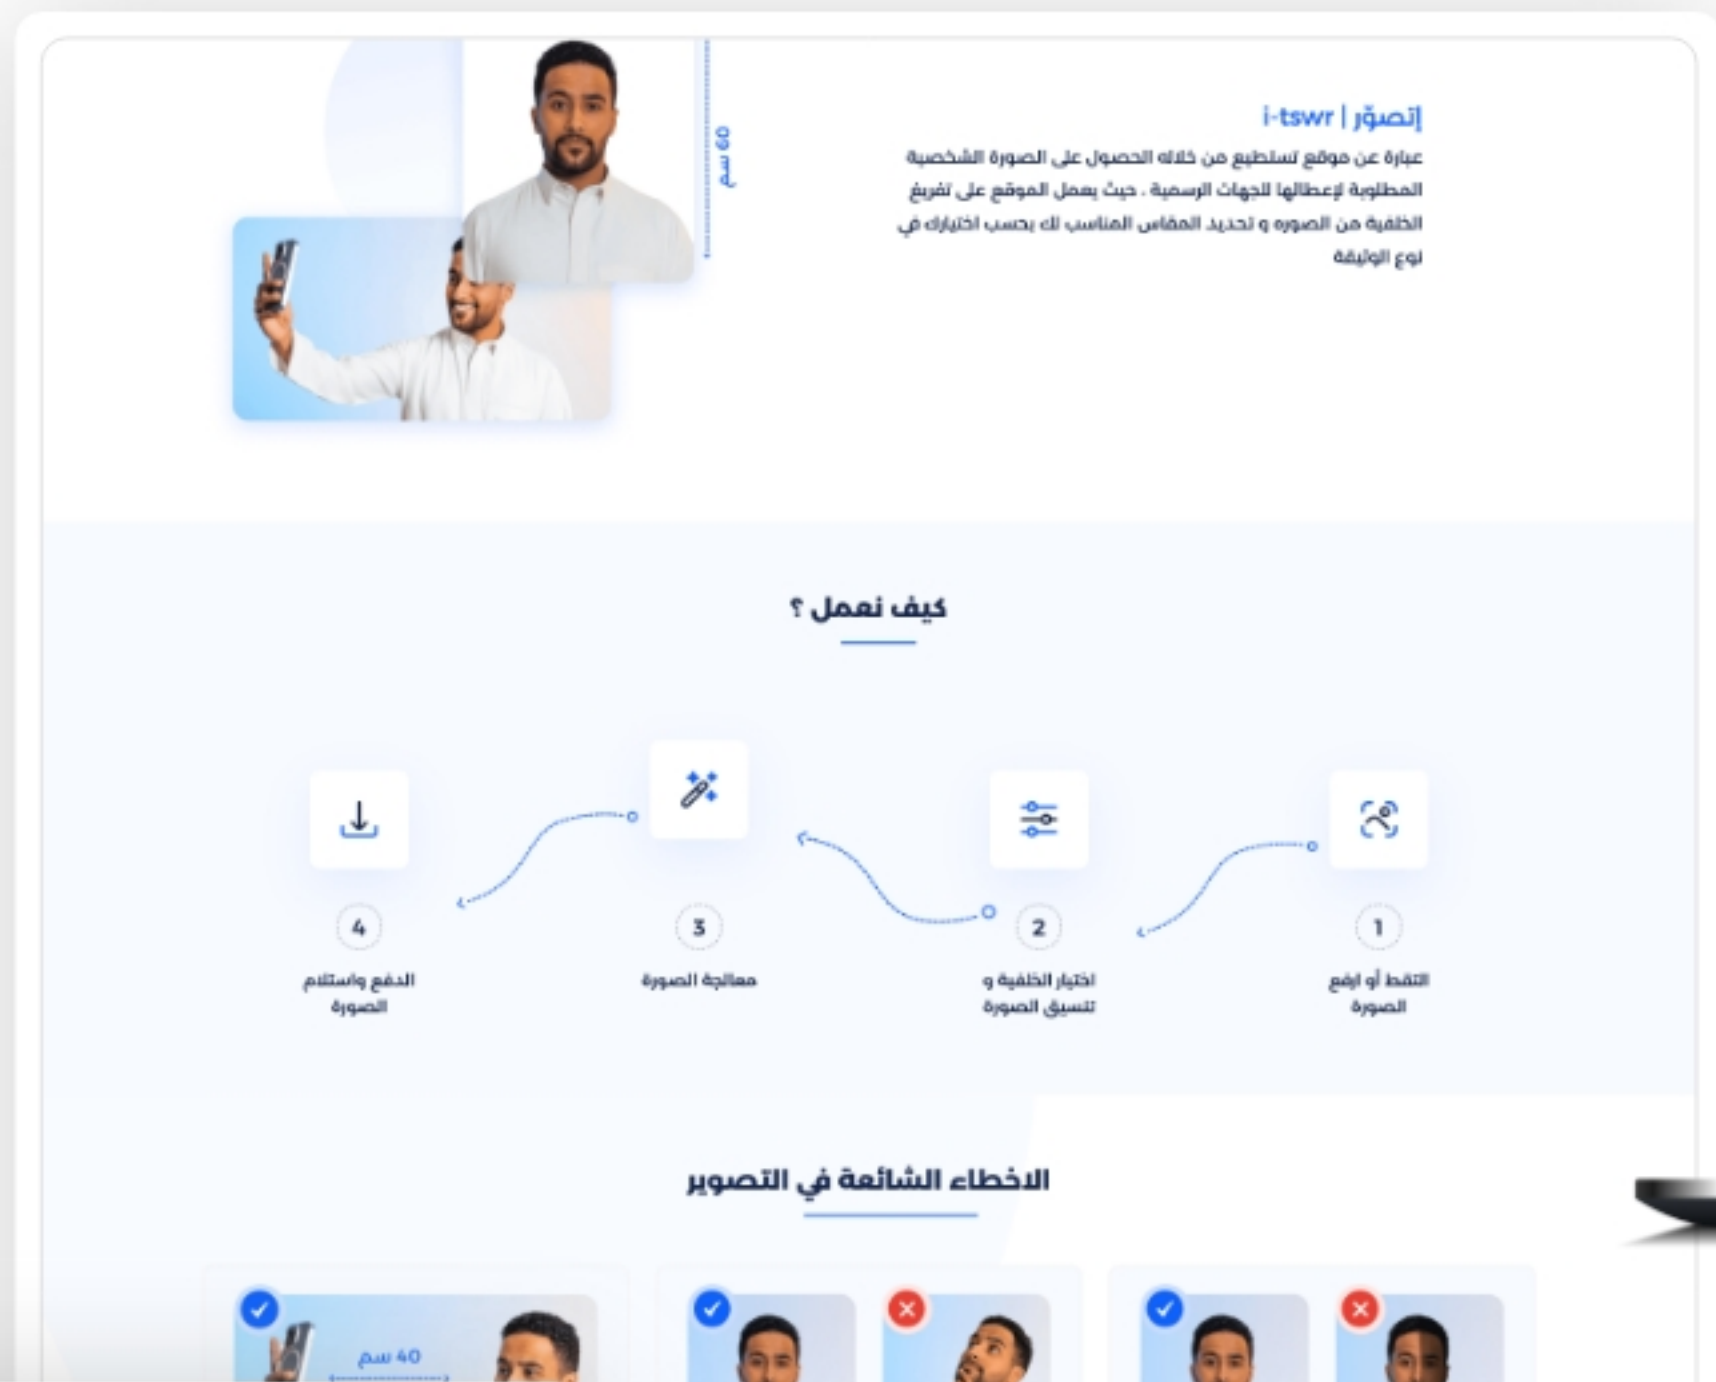 إتصوّر | i-tswr
عبارة عن موقع تستطيع من خلاله الحصول على الصورة الشخصية
المطلوبة لإعطائها للجهات الرسمية . حيث يعمل الموقع على تفريغ
الخلفية من الصوره و تحديد المقاس المناسب لك بحسب اختيارك في
نوع الوثيقة
60 سم
كيف نعمل ؟
1
التقط أو ارفع
الصورة
2
اختيار الخلفية و
تنسيق الصورة
3
معالجة الصورة
4
الدفع واستلام
الصورة
الاخطاء الشائعة في التصوير
40 سم